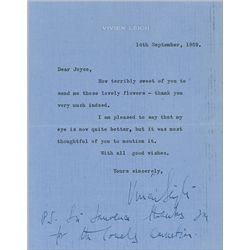 VIVIEN LEIGH
14th September, 1959.
Dear Joyce,
How terribly sweet of you to
send me these lovely flowers - thank you
very much indeed.
I am pleased to say that my
eye is now quite better, but it was most
thoughtful of you to mention it.
With all good wishes.
Yours sincerely,
Vivien Leigh
P.S. Sir Laurence thanks you
for the lovely carnation